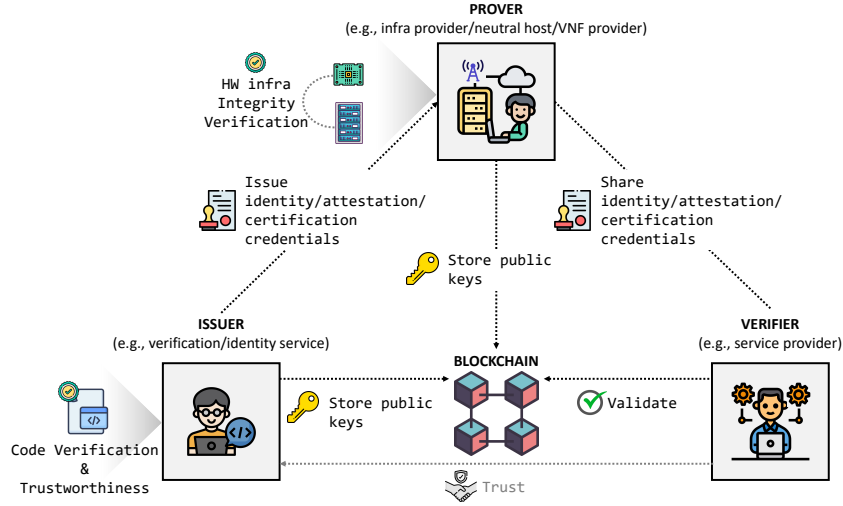 PROVER
(e.g., infra provider/neutral host/VNF provider)
HW infra
Integrity
Verification
Issue
identity/attestation/
certification
credentials
Share
identity/attestation/
certification
credentials
Store public
keys
ISSUER
(e.g., verification/identity service)
VERIFIER
(e.g., service provider)
BLOCKCHAIN
</>
</>
Store public
keys
Validate
Code Verification
&
Trustworthiness
Trust